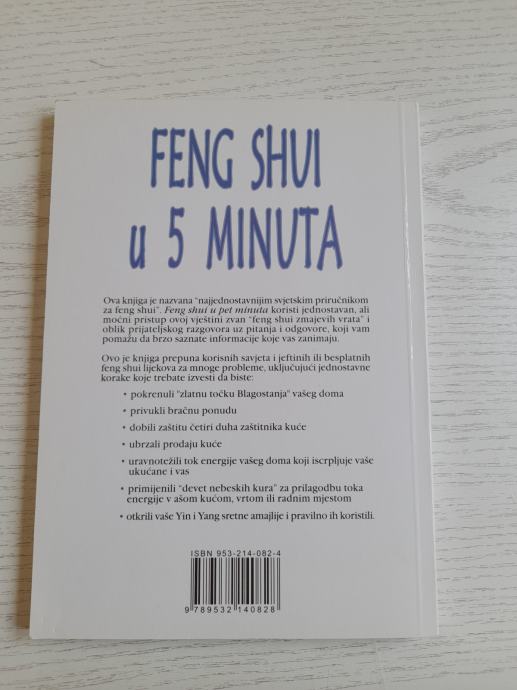 FENG SHUI
u 5 MINUTA
Ova knjiga je nazvana "najjednostavnijim svjetskim priručnikom
za feng shui". Feng shui u pet minuta koristi jednostavan, ali
moćni pristup ovoj vještini zvan "feng shui zmajevih vrata" i
oblik prijateljskog razgovora uz pitanja i odgovore, koji vam
pomažu da brzo saznate informacije koje vas zanimaju.
Ovo je knjiga prepuna korisnih savjeta i jeftinih ili besplatnih
feng shui lijekova za mnoge probleme, uključujući jednostavne
korake koje trebate izvesti da biste:
• pokrenuli "zlatnu točku Blagostanja" vašeg doma
• privukli bračnu ponudu
• dobili zaštitu četiri duha zaštitnika kuće
• ubrzali prodaju kuće
• uravnotežili tok energije vašeg doma koji iscrpljuje vaše
ukućane i vas
• primijenili "devet nebeskih kura" za prilagodbu toka
energije v ašom kućom, vrtom ili radnim mjestom
• otkrili vaše Yin i Yang sretne amajlije i pravilno ih koristili.
ISBN 953-214-082-4
9 789532 140828